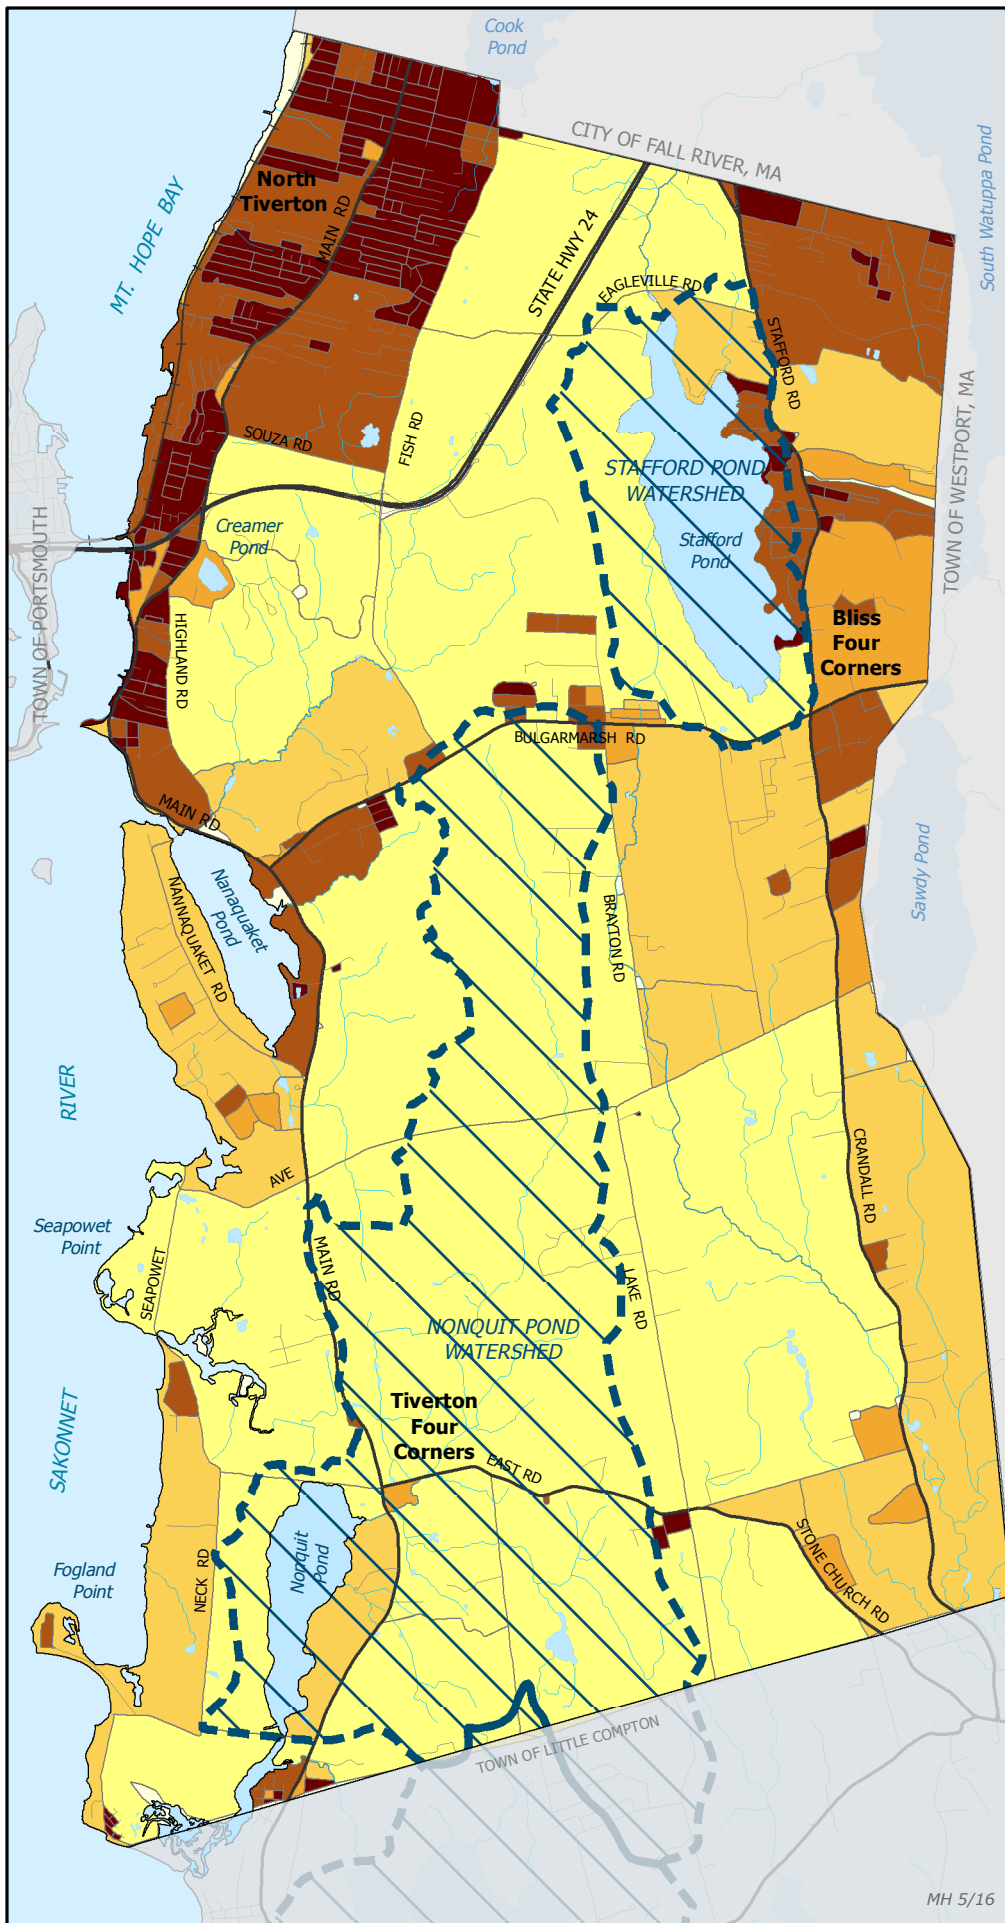 Cook
Pond
CITY OF FALL RIVER, MA
South Watuppa Pond
North
Tiverton
MAIN RD
MT. HOPE BAY
STATE HWY 24
EAGLEVILLE RD
STAFFORD RD
TOWN OF WESTPORT, MA
SOUZA RD
FISH RD
STAFFORD POND
WATERSHED
Creamer
Pond
Stafford
Pond
TOWN OF PORTSMOUTH
HIGHLAND RD
Bliss
Four
Corners
BULGARMARSH RD
MAIN RD
NANNAQUAKET RD
Nanaquaket
Pond
Sawdy Pond
BRAYTON RD
RIVER
AVE
CRANDALL RD
Seapowet
Point
SEAPOWET
MAIN RD
LAKE RD
NONQUIT POND
WATERSHED
SAKONNET
Tiverton
Four
Corners
EAST RD
STONE CHURCH RD
Nonquit
Pond
Fogland
Point
NECK RD
TOWN OF LITTLE COMPTON
MH 5/16